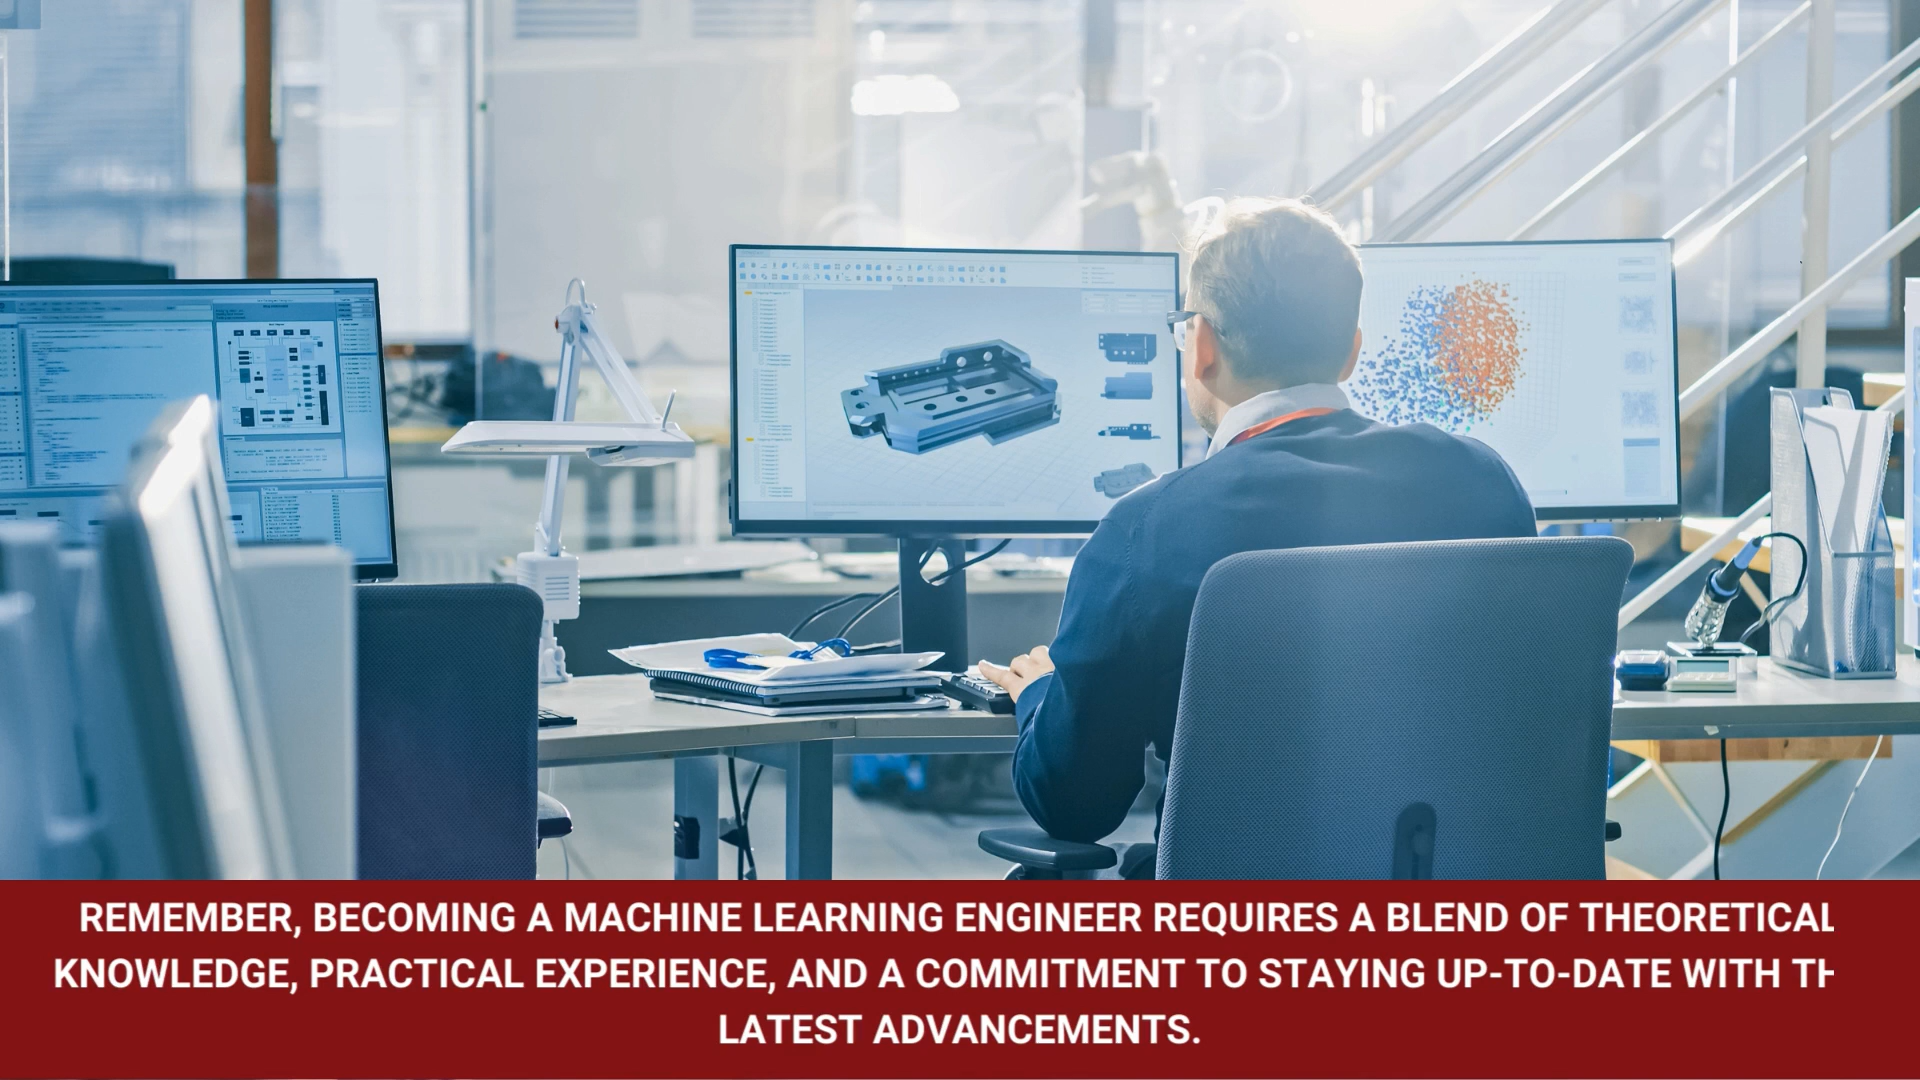 REMEMBER, BECOMING A MACHINE LEARNING ENGINEER REQUIRES A BLEND OF THEORETICAL
KNOWLEDGE, PRACTICAL EXPERIENCE, AND A COMMITMENT TO STAYING UP-TO-DATE WITH TH
LATEST ADVANCEMENTS.